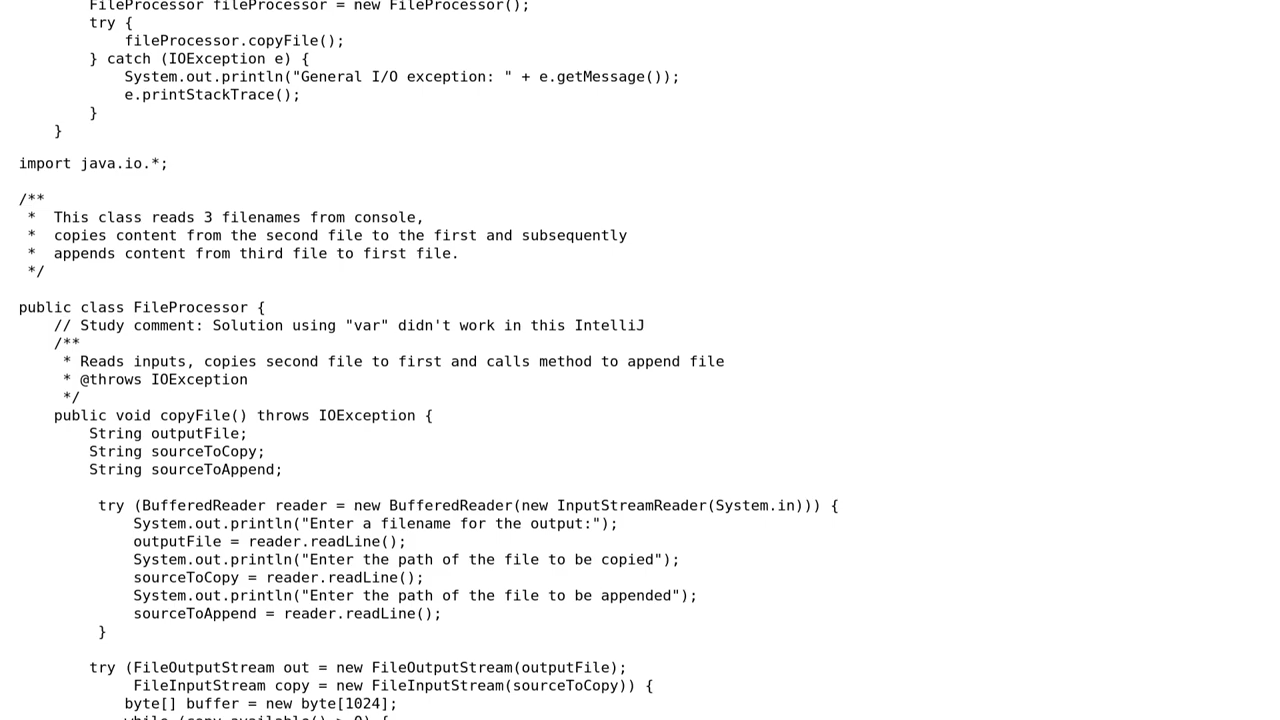 FileProcessor fileProcessor = new FileProcessor();
        try {
            fileProcessor.copyFile();
        } catch (IOException e) {
            System.out.println("General I/O exception: " + e.getMessage());
            e.printStackTrace();
        }
    }
import java.io.*;
/**
 *  This class reads 3 filenames from console,
 *  copies content from the second file to the first and subsequently
 *  appends content from third file to first file.
 */
public class FileProcessor {
    // Study comment: Solution using "var" didn't work in this IntelliJ
    /**
     * Reads inputs, copies second file to first and calls method to append file
     * @throws IOException
     */
    public void copyFile() throws IOException {
        String outputFile;
        String sourceToCopy;
        String sourceToAppend;
         try (BufferedReader reader = new BufferedReader(new InputStreamReader(System.in))) {
             System.out.println("Enter a filename for the output:");
             outputFile = reader.readLine();
             System.out.println("Enter the path of the file to be copied");
             sourceToCopy = reader.readLine();
             System.out.println("Enter the path of the file to be appended");
             sourceToAppend = reader.readLine();
         }
        try (FileOutputStream out = new FileOutputStream(outputFile);
             FileInputStream copy = new FileInputStream(sourceToCopy)) {
            byte[] buffer = new byte[1024];
            while (copy.available() > 0) {